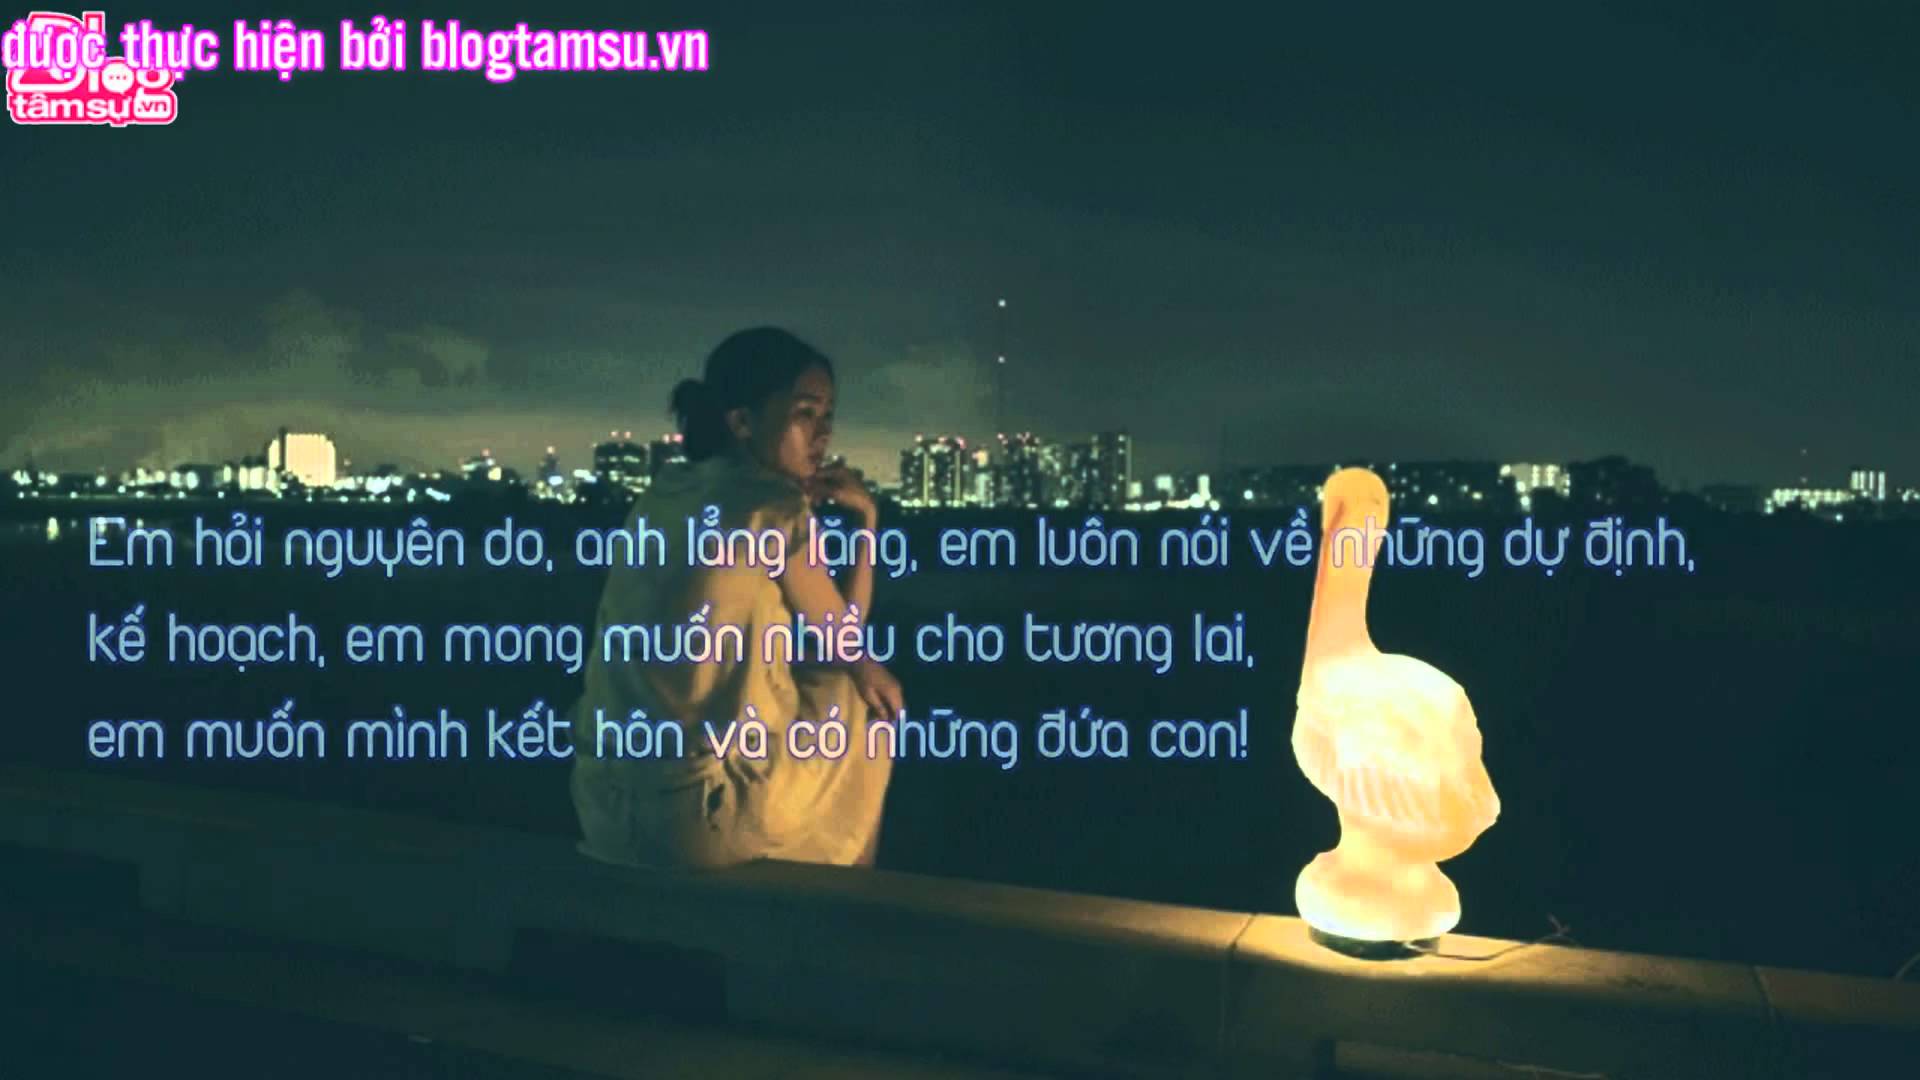 được thực hiện bởi blogtamsu.vn
Blog
tâmsự.vn
Em hỏi nguyên do, anh lẳng lặng, em luôn nói về những dự định,
kế hoạch, em mong muốn nhiều cho tương lai,
em muốn mình kết hôn và có những đứa con!